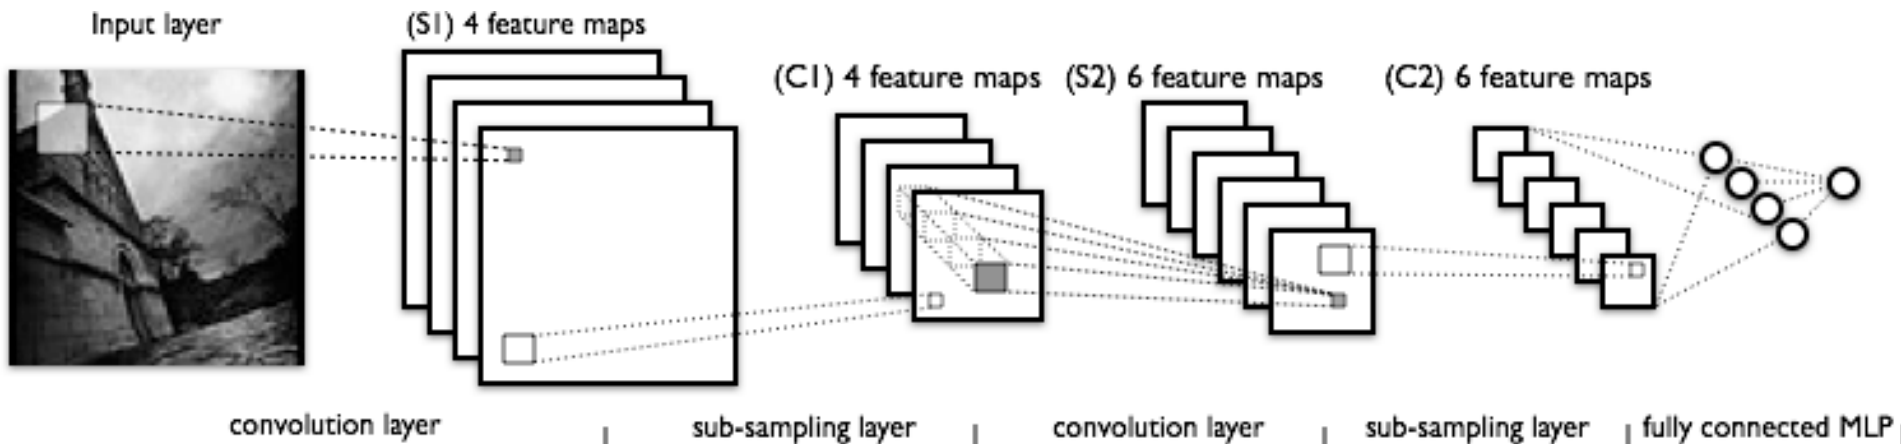 Input layer
(S1) 4 feature maps
(C1) 4 feature maps
(S2) 6 feature maps
(C2) 6 feature maps
convolution layer
sub-sampling layer
convolution layer
sub-sampling layer
fully connected MLP